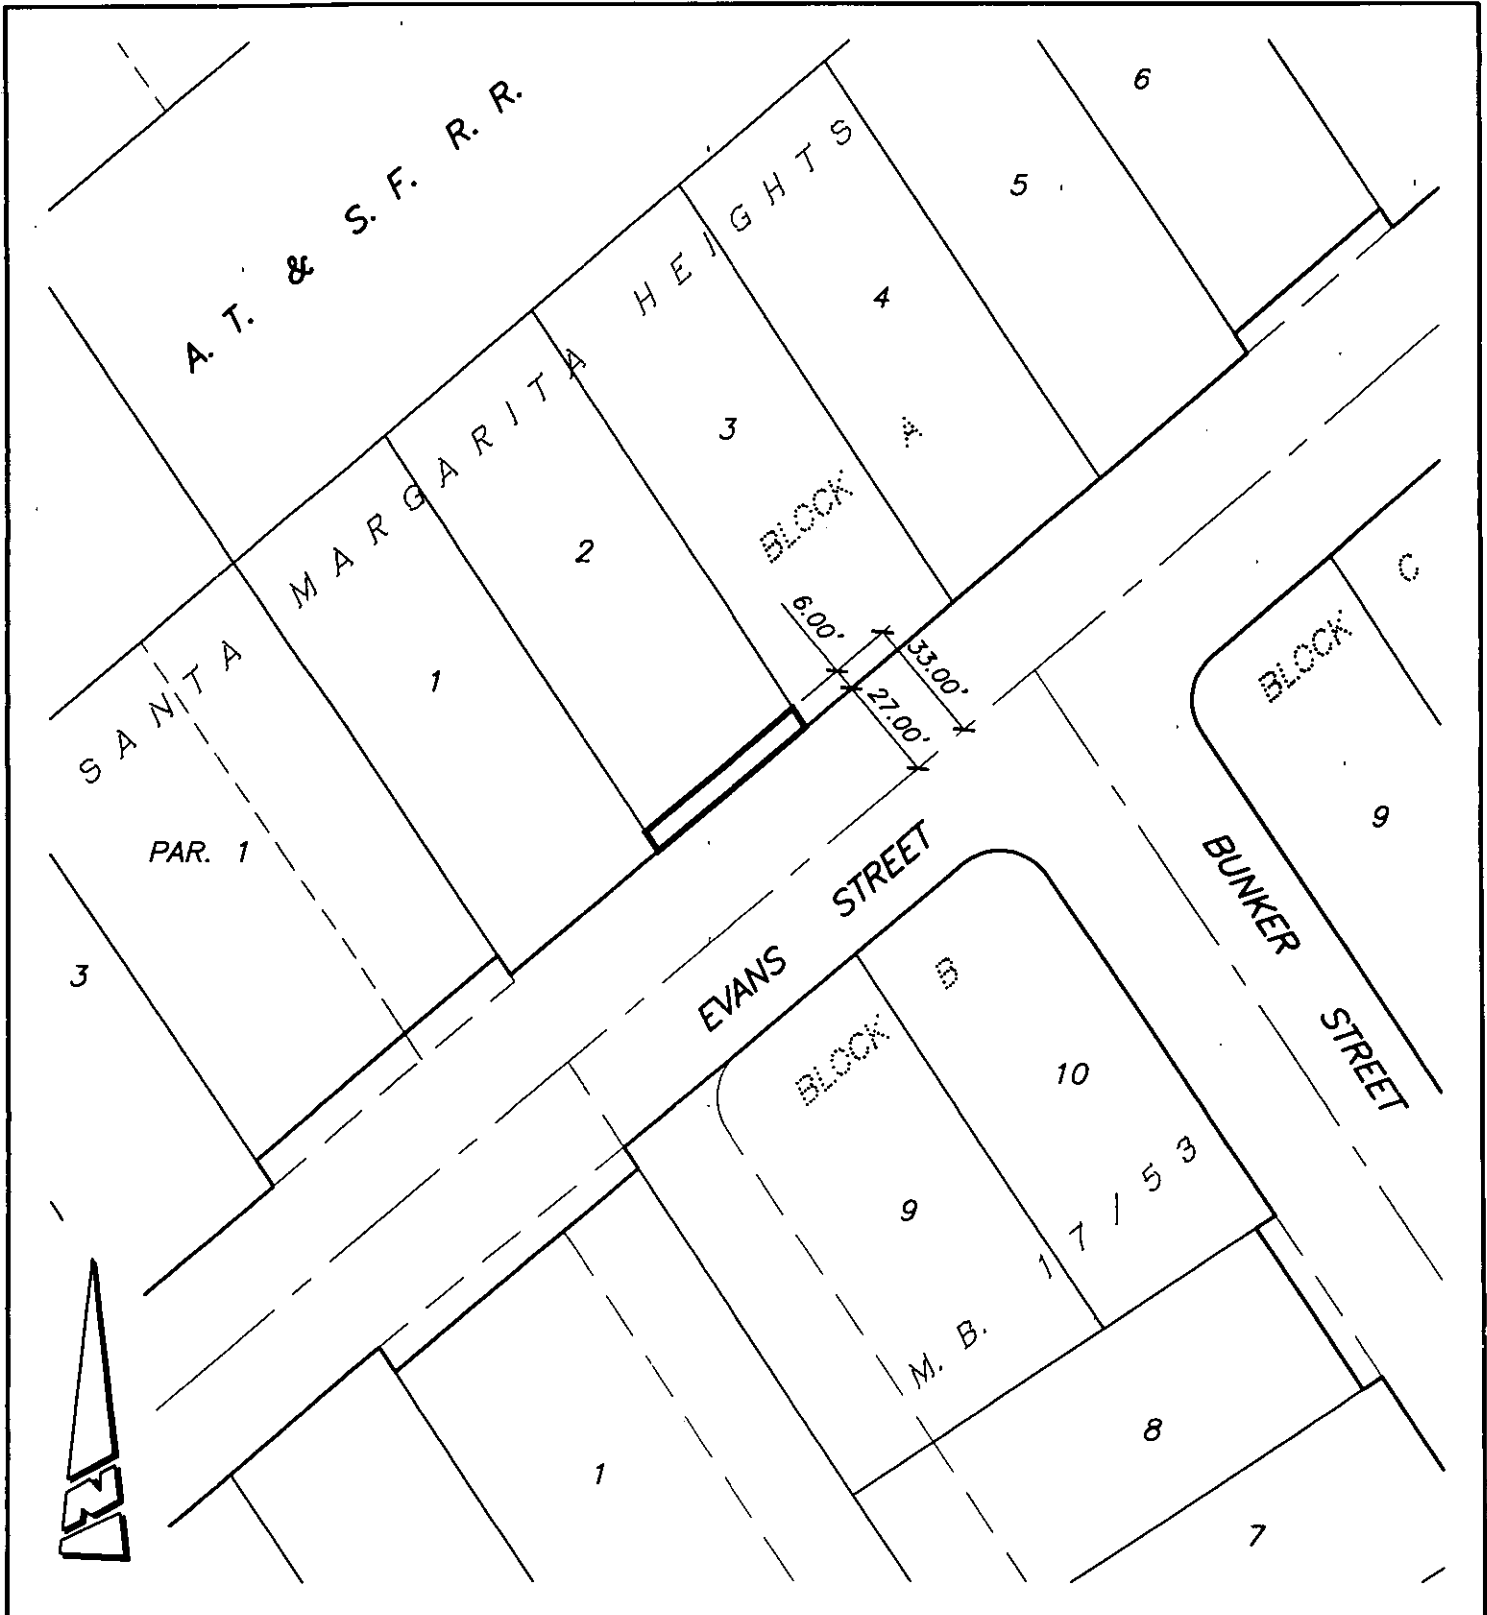 6
A. T. & S. F. R. R.
5
SANTA MARGARITA HEIGHTS
4
3
BLOCK A
2
1
6.00'
33.00'
27.00'
BLOCK C
9
PAR. 1
3
EVANS STREET
BUNKER STREET
BLOCK B
10
9
M. B. 17/53
8
1
7
N